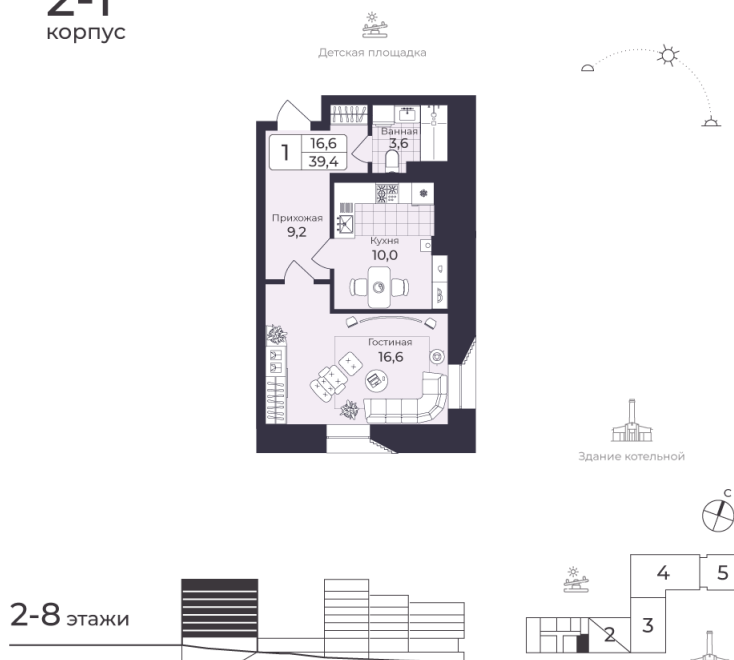 2-1
корпус
Детская площадка
1
16,6
39,4
Ванная
3,6
Прихожая
9,2
Кухня
10,0
Гостиная
16,6
Здание котельной
С
2-8 этажи
4
5
3
2